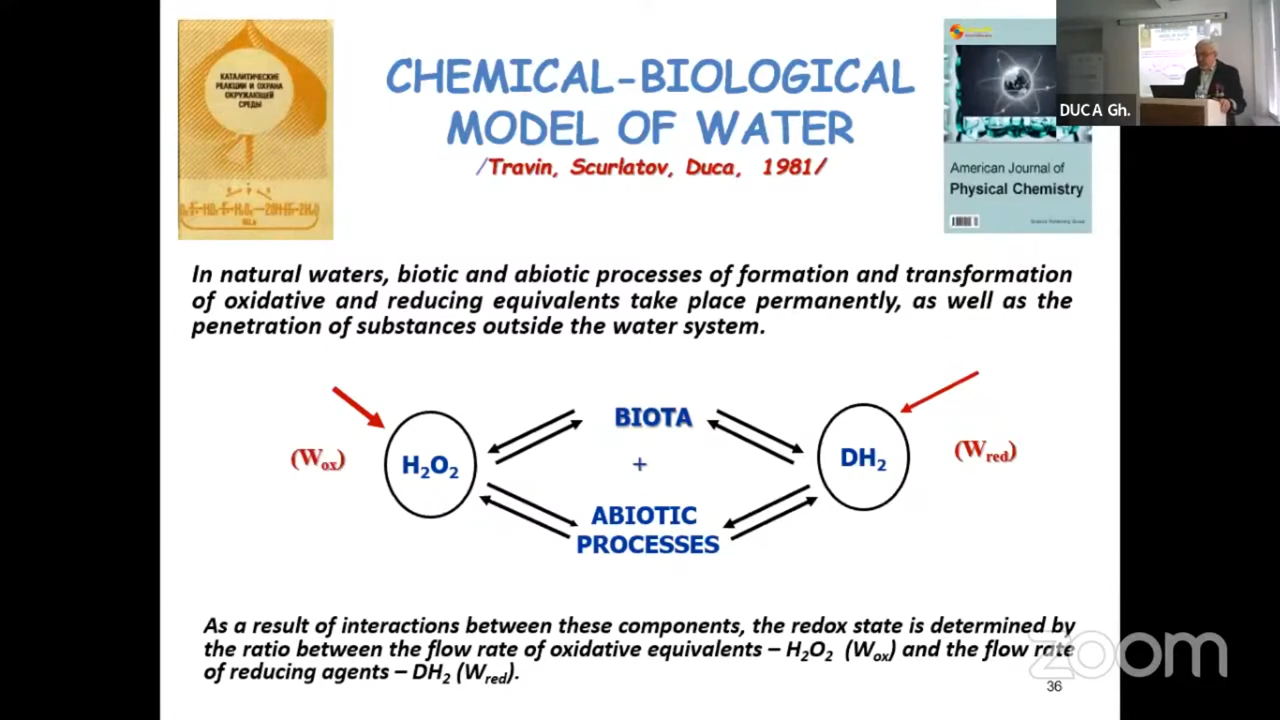 КАТАЛИТИЧЕСКИЕ
РЕАКЦИИ И ОХРАНА
ОКРУЖАЮЩЕЙ
СРЕДЫ
CHEMICAL-BIOLOGICAL
MODEL OF WATER
/Travin, Scurlatov, Duca, 1981/
American Journal of
Physical Chemistry
DUCA Gh.
In natural waters, biotic and abiotic processes of formation and transformation
of oxidative and reducing equivalents take place permanently, as well as the
penetration of substances outside the water system.
(Wox)
H2O2
BIOTA
+
ABIOTIC
PROCESSES
DH2
(Wred)
As a result of interactions between these components, the redox state is determined by
the ratio between the flow rate of oxidative equivalents – H2O2 (Wox) and the flow rate
of reducing agents – DH2 (Wred).
zoom
36